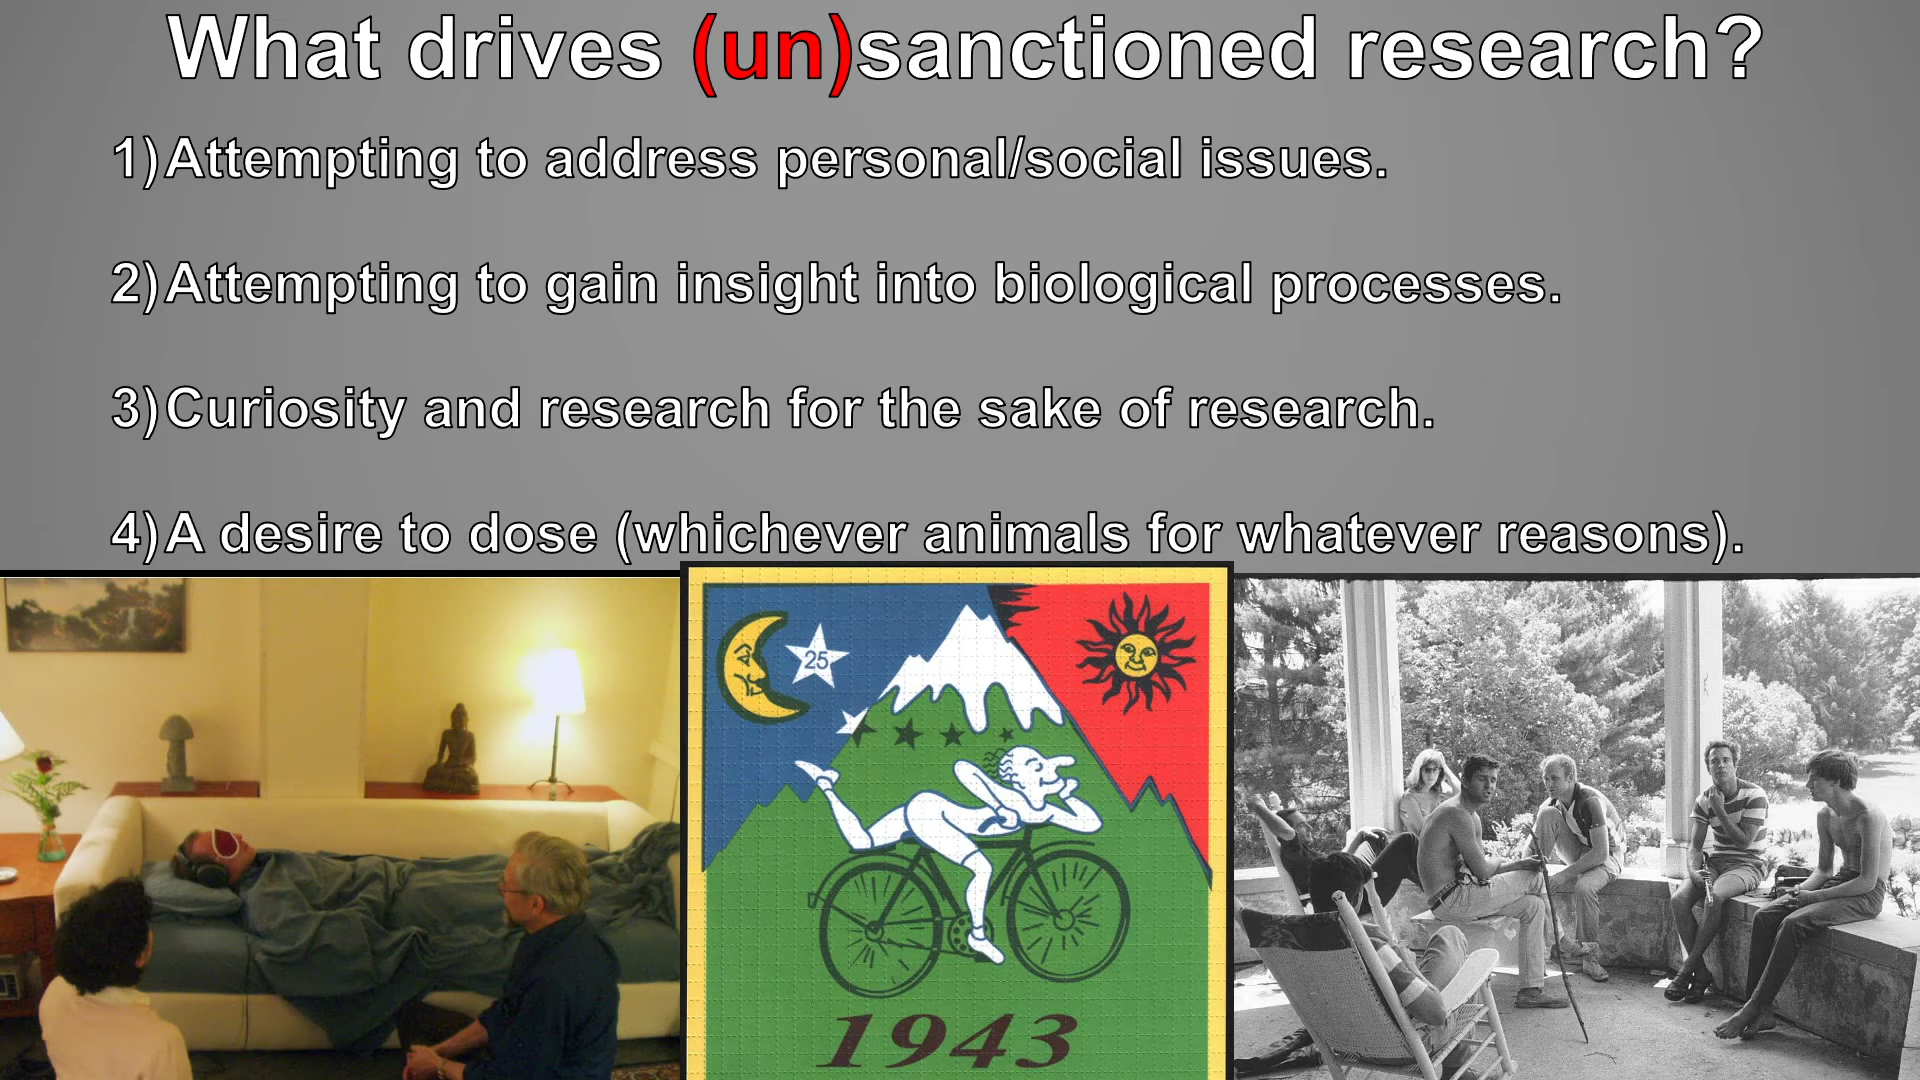 What drives (un)sanctioned research?
1) Attempting to address personal/social issues.
2) Attempting to gain insight into biological processes.
3) Curiosity and research for the sake of research.
4) A desire to dose (whichever animals for whatever reasons).
25
1943